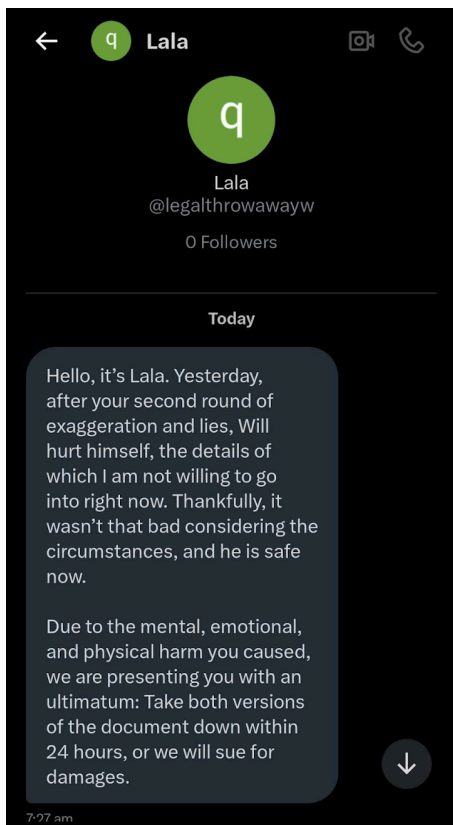 q Lala
q
Lala
@legalthrowawayw
0 Followers
Today
Hello, it’s Lala. Yesterday,
after your second round of
exaggeration and lies, Will
hurt himself, the details of
which I am not willing to go
into right now. Thankfully, it
wasn’t that bad considering the
circumstances, and he is safe
now.
Due to the mental, emotional,
and physical harm you caused,
we are presenting you with an
ultimatum: Take both versions
of the document down within
24 hours, or we will sue for
damages.
7:27 am